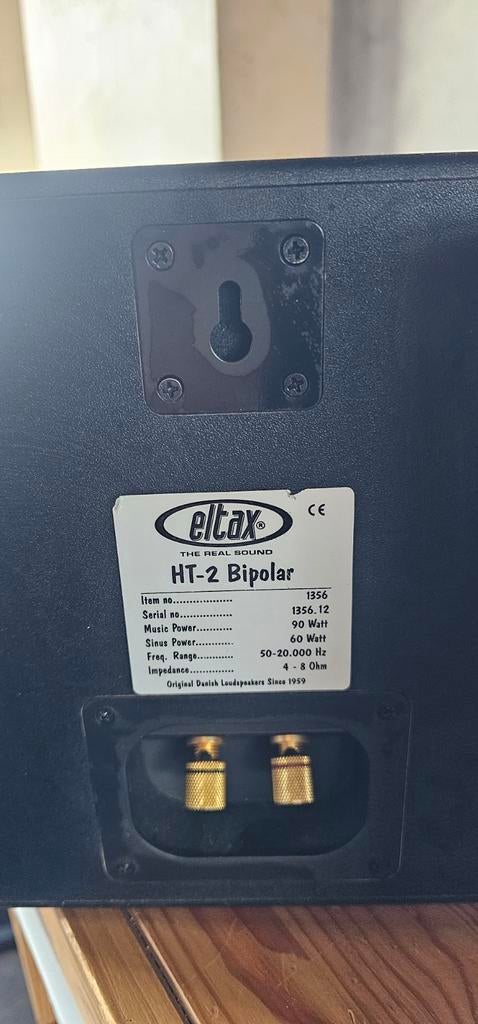 eltax® CE
THE REAL SOUND
HT-2 Bipolar
Item no.................. 1356
Serial no................ 1356.12
Music Power........... 90 Watt
Sinus Power............ 60 Watt
Freq. Range........... 50-20.000 Hz
Impedance.............. 4 - 8 Ohm
Original Danish Loudspeakers Since 1959